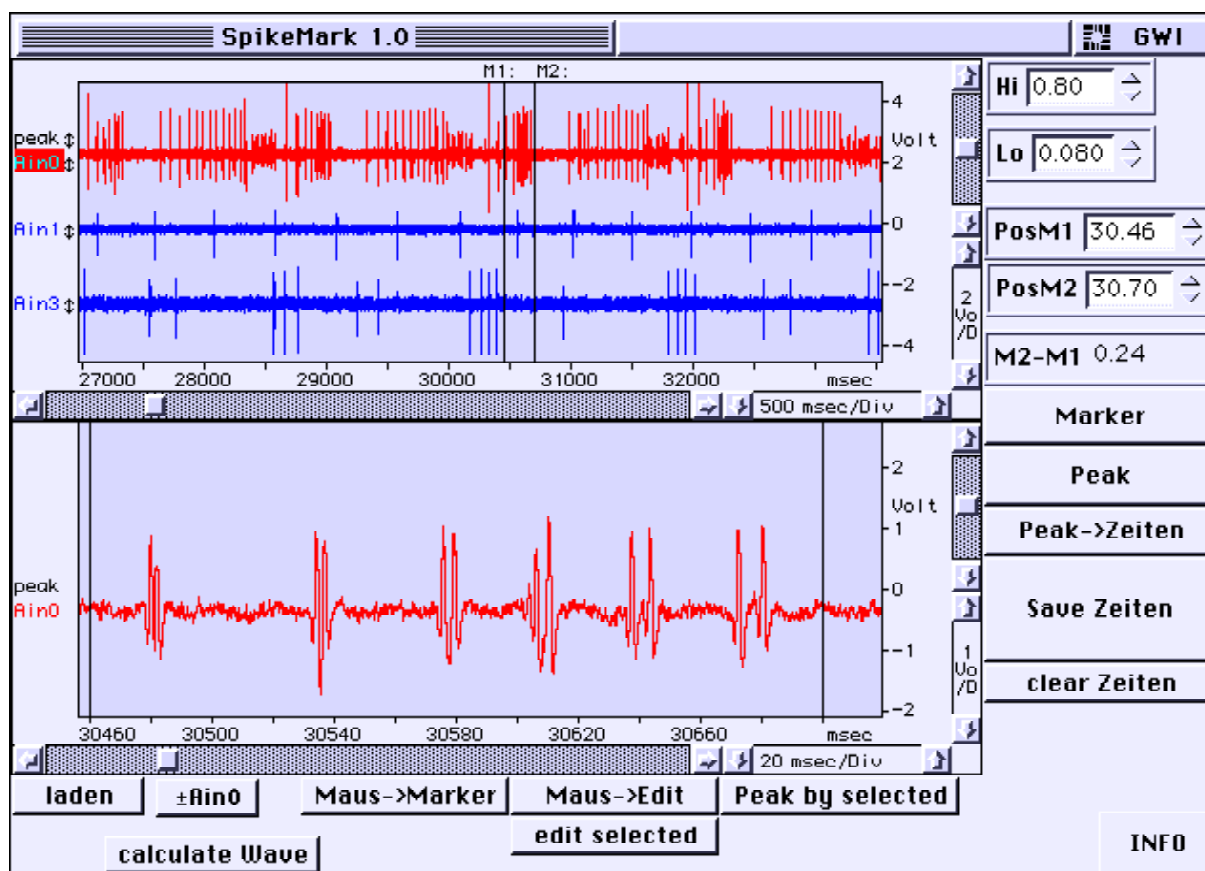 SpikeMark 1.0
GWI
M1: M2:
peak
Ain0
Ain1
Ain3
4
Volt
2
0
-2
-4
2
Vo
/D
27000 28000 29000 30000 31000 32000 msec
500 msec/Div
Hi 0.80
Lo 0.080
PosM1 30.46
PosM2 30.70
M2-M1 0.24
Marker
Peak
Peak->Zeiten
Save Zeiten
clear Zeiten
peak
Ain0
2
Volt
1
0
-1
-2
1
Vo
/D
30460 30500 30540 30580 30620 30660 msec
20 msec/Div
laden
±Ain0
Maus->Marker
Maus->Edit
Peak by selected
edit selected
calculate Wave
INFO